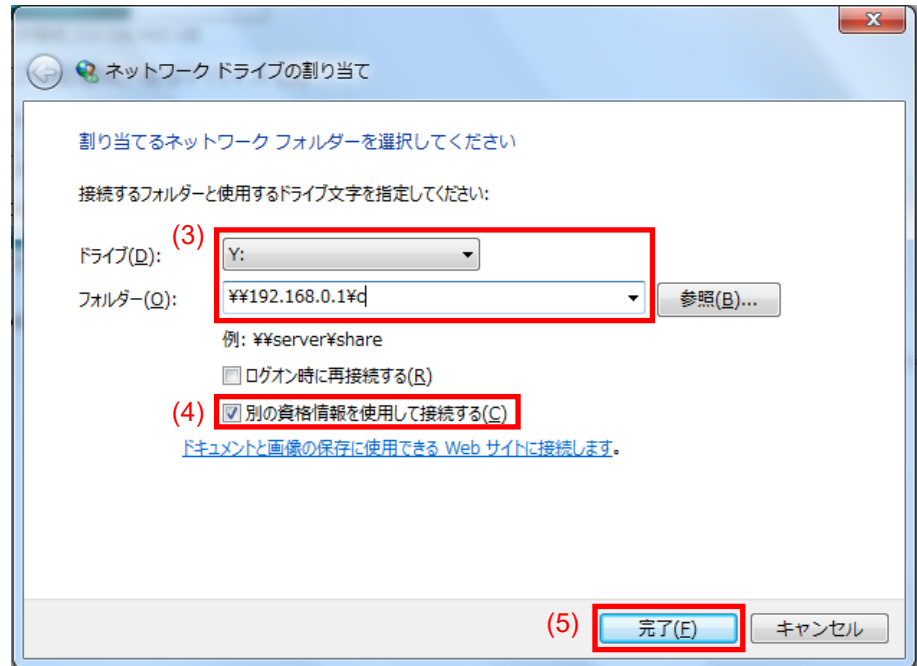 ネットワーク ドライブの割り当て
割り当てるネットワーク フォルダーを選択してください
接続するフォルダーと使用するドライブ文字を指定してください:
(3)
ドライブ(D): Y:
フォルダー(O): ¥¥192.168.0.1¥c 参照(B)...
例: ¥¥server¥share
ログオン時に再接続する(R)
(4) 別の資格情報を使用して接続する(C)
ドキュメントと画像の保存に使用できる Web サイトに接続します。
(5) 完了(F) キャンセル